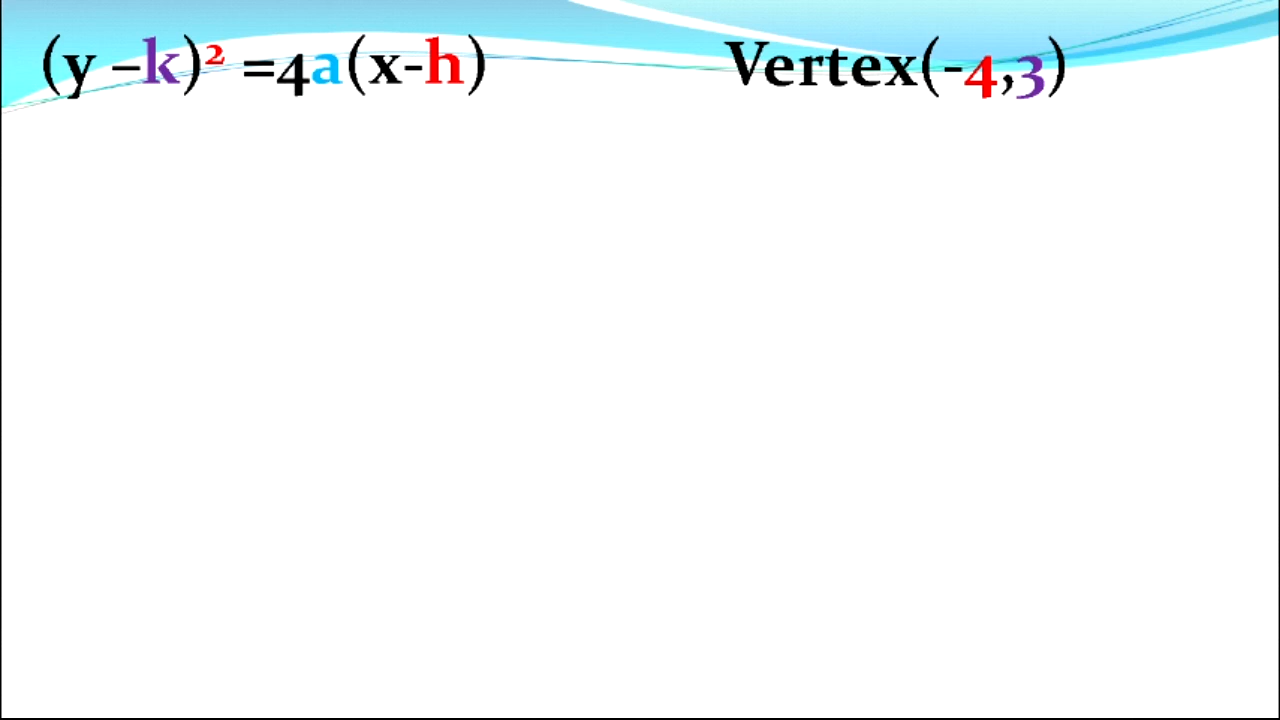 (y –k)² =4a(x-h) Vertex(-4,3)